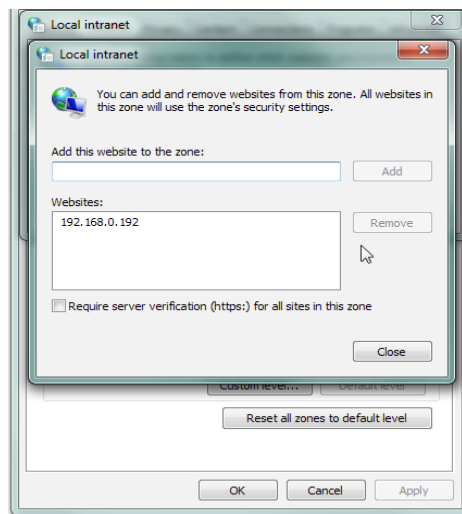 Local intranet
Local intranet
You can add and remove websites from this zone. All websites in
this zone will use the zone's security settings.
Add this website to the zone:
Add
Websites:
192.168.0.192
Remove
Require server verification (https:) for all sites in this zone
Close
Custom level... Default level
Reset all zones to default level
OK Cancel Apply